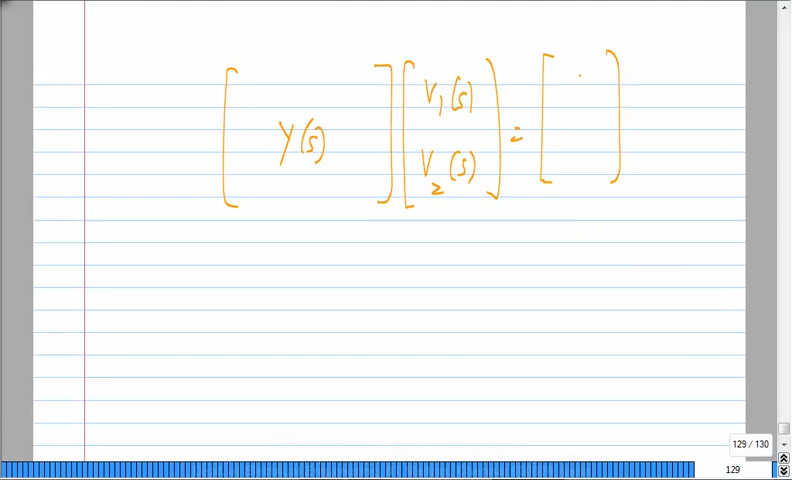 [ Y(s) ] [ V₁(s) V₂(s) ] = [ ]
129 / 130
129